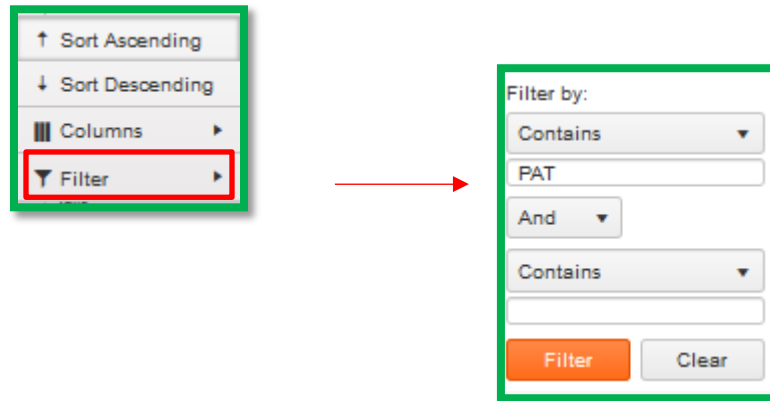 ↑ Sort Ascending
↓ Sort Descending
Columns
Filter
Filter by:
Contains
PAT
And
Contains
Filter Clear